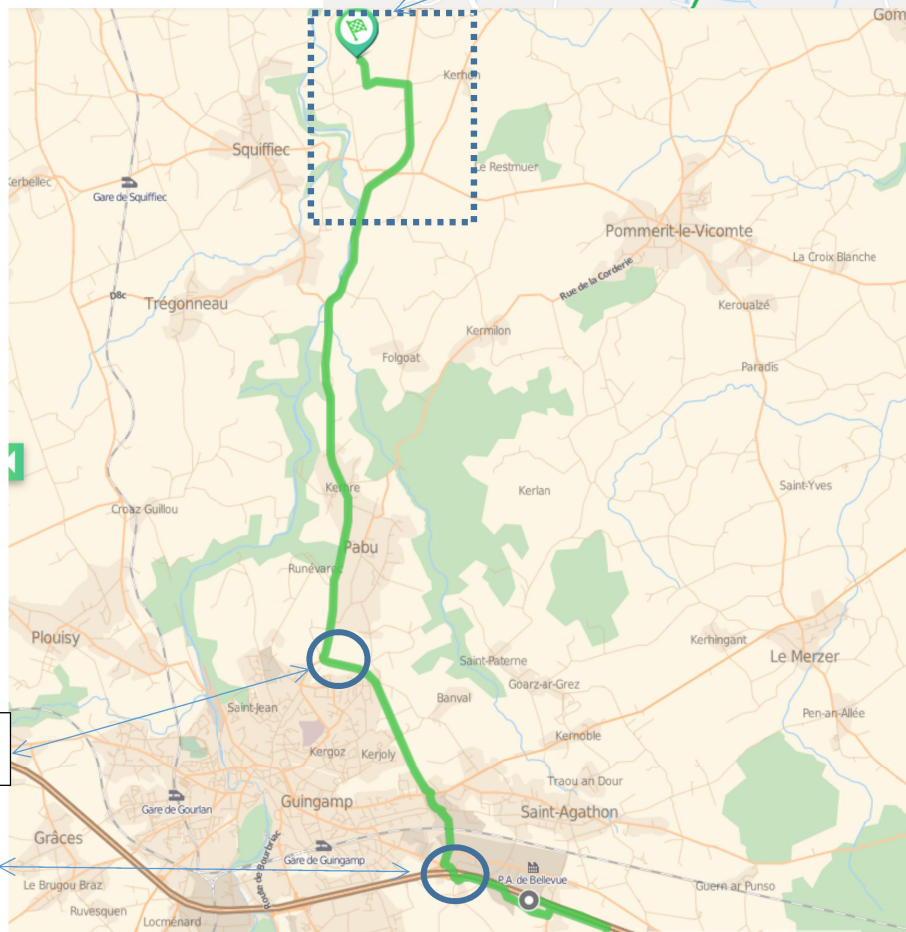 Gom
Kerhon
Squiffiec
Le Restmuer
Kerbellec
Gare de Squiffiec
Pommerit-le-Vicomte
La Croix Blanche
Rue de la Corderie
D8c
Trégonneau
Keroualzé
Kermilon
Folgoat
Paradis
Saint-Yves
Kerlan
Croaz Guillou
Pabu
Plouisy
Kerhingant
Le Merzer
Saint-Paterne
Goarz-ar-Grez
Banval
Saint-Jean
Pen-an-Allée
Kernoble
Kergoz
Kerjoly
Traou an Dour
Guingamp
Saint-Agathon
Gare de Gourlan
Grâces
Route de Bourbriac
Gare de Guingamp
P.A. de Bellevue
Le Brugou Braz
Guern ar Punso
Ruvesquen
Locménard